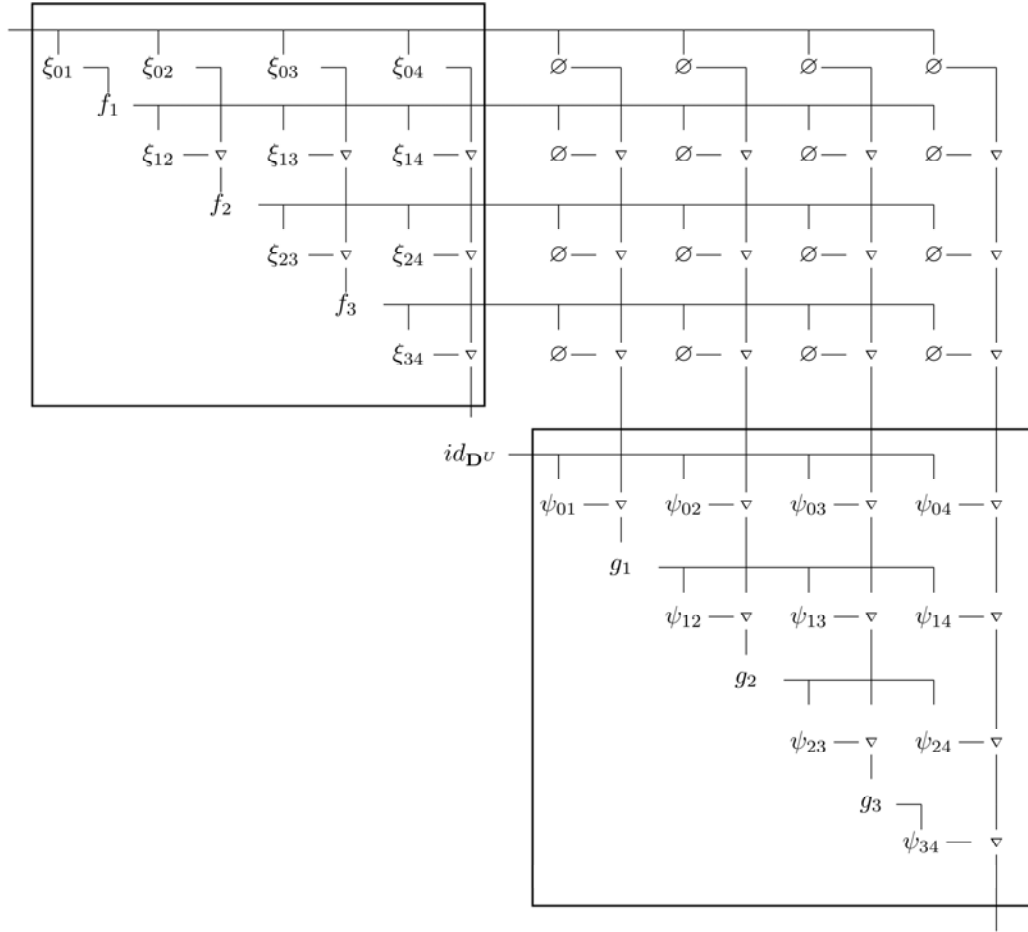 ξ₀₁ ξ₀₂ ξ₀₃ ξ₀₄ ∅ ∅ ∅ ∅
f₁
ξ₁₂ ▽ ξ₁₃ ▽ ξ₁₄ ▽ ∅ ▽ ∅ ▽ ∅ ▽ ∅ ▽
f₂
ξ₂₃ ▽ ξ₂₄ ▽ ∅ ▽ ∅ ▽ ∅ ▽ ∅ ▽
f₃
ξ₃₄ ▽ ∅ ▽ ∅ ▽ ∅ ▽ ∅ ▽
id_{𝐃^U}
ψ₀₁ ▽ ψ₀₂ ▽ ψ₀₃ ▽ ψ₀₄ ▽
g₁
ψ₁₂ ▽ ψ₁₃ ▽ ψ₁₄ ▽
g₂
ψ₂₃ ▽ ψ₂₄ ▽
g₃
ψ₃₄ ▽